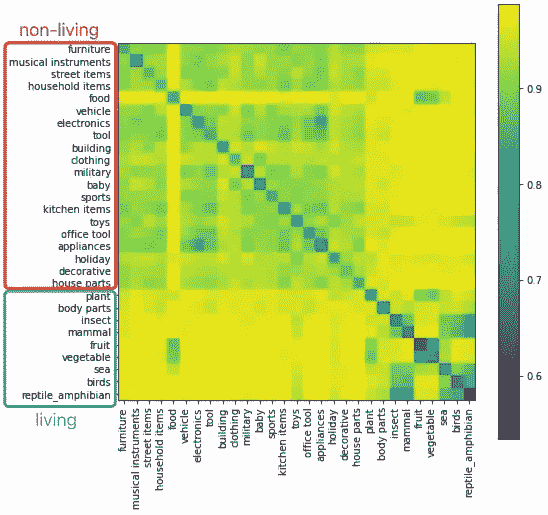 non-living
furniture
musical instruments
street items
household items
food
vehicle
electronics
tool
building
clothing
military
baby
sports
kitchen items
toys
office tool
appliances
holiday
decorative
house parts
plant
body parts
insect
mammal
fruit
vegetable
sea
birds
reptile_amphibian
living
furniture
musical instruments
street items
household items
food
vehicle
electronics
tool
building
clothing
military
baby
sports
kitchen items
toys
office tool
appliances
holiday
decorative
house parts
plant
body parts
insect
mammal
fruit
vegetable
sea
birds
reptile_amphibian
0.9
0.8
0.7
0.6